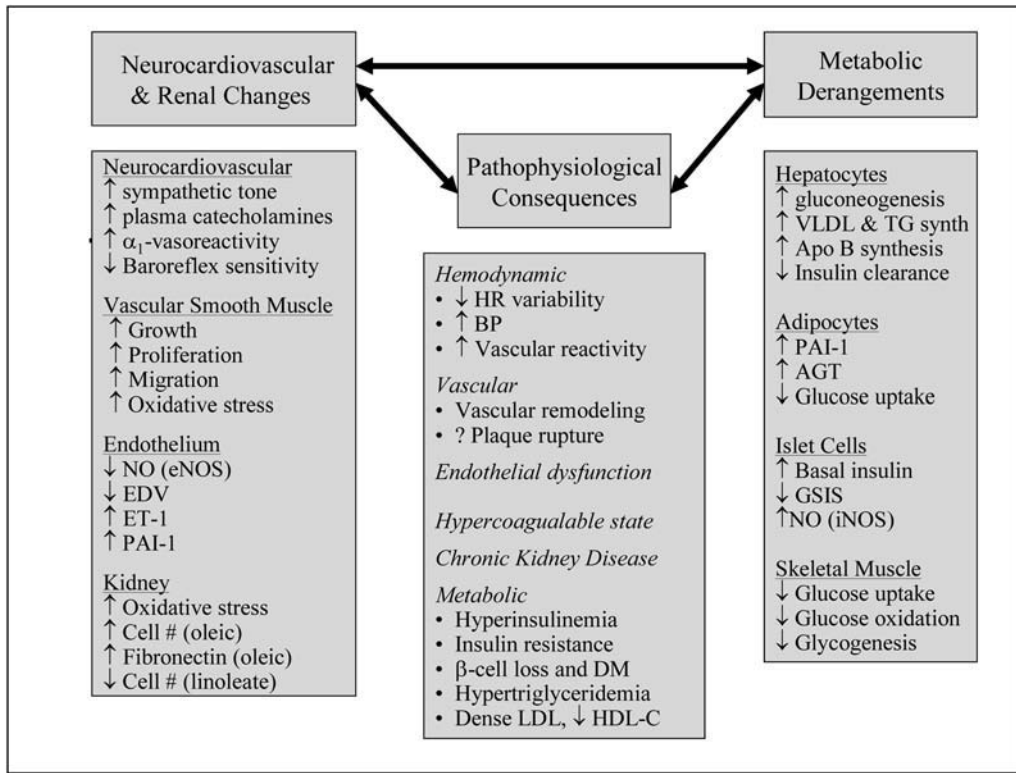 Neurocardiovascular
& Renal Changes
Metabolic
Derangements
Pathophysiological
Consequences
Neurocardiovascular
↑ sympathetic tone
↑ plasma catecholamines
↑ α₁-vasoreactivity
↓ Baroreflex sensitivity
Vascular Smooth Muscle
↑ Growth
↑ Proliferation
↑ Migration
↑ Oxidative stress
Endothelium
↓ NO (eNOS)
↓ EDV
↑ ET-1
↑ PAI-1
Kidney
↑ Oxidative stress
↑ Cell # (oleic)
↑ Fibronectin (oleic)
↓ Cell # (linoleate)
Hemodynamic
• ↓ HR variability
• ↑ BP
• ↑ Vascular reactivity
Vascular
• Vascular remodeling
• ? Plaque rupture
Endothelial dysfunction
Hypercoagualable state
Chronic Kidney Disease
Metabolic
• Hyperinsulinemia
• Insulin resistance
• β-cell loss and DM
• Hypertriglyceridemia
• Dense LDL, ↓ HDL-C
Hepatocytes
↑ gluconeogenesis
↑ VLDL & TG synth
↑ Apo B synthesis
↓ Insulin clearance
Adipocytes
↑ PAI-1
↑ AGT
↓ Glucose uptake
Islet Cells
↑ Basal insulin
↓ GSIS
↑NO (iNOS)
Skeletal Muscle
↓ Glucose uptake
↓ Glucose oxidation
↓ Glycogenesis